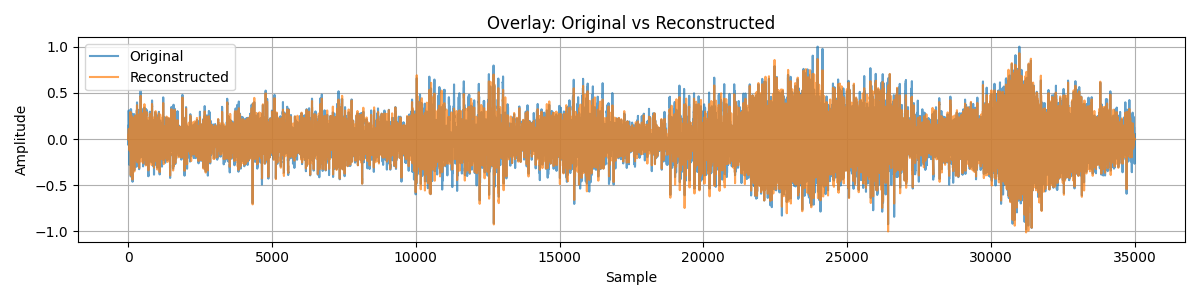 Overlay: Original vs Reconstructed
Original
Reconstructed
1.0
0.5
0.0
−0.5
−1.0
Amplitude
0 5000 10000 15000 20000 25000 30000 35000
Sample